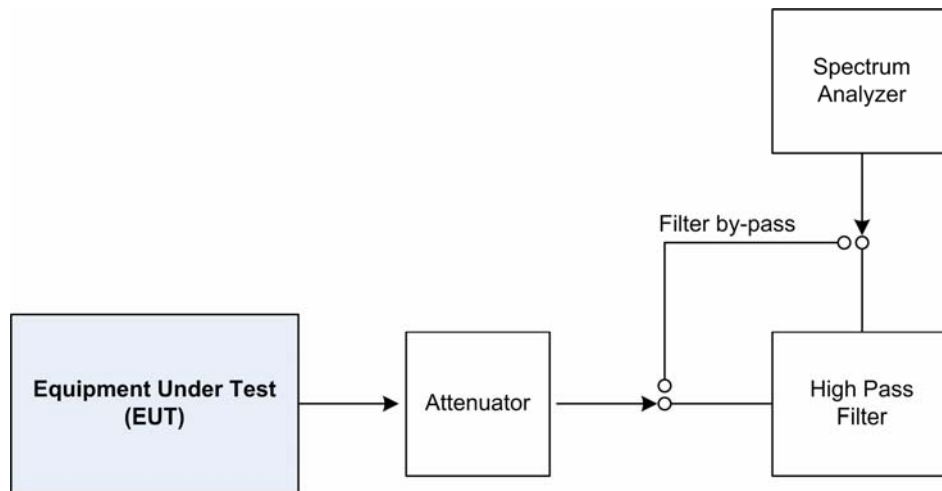 Spectrum
Analyzer
Filter by-pass
Equipment Under Test
(EUT)
Attenuator
High Pass
Filter